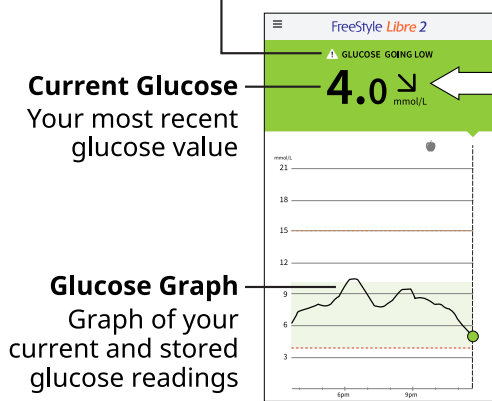 FreeStyle Libre 2
GLUCOSE GOING LOW
Current Glucose
4.0
mmol/L
Your most recent
glucose value
mmol/L
21
18
15
12
Glucose Graph
9
Graph of your
6
current and stored
glucose readings
3
6pm
9pm